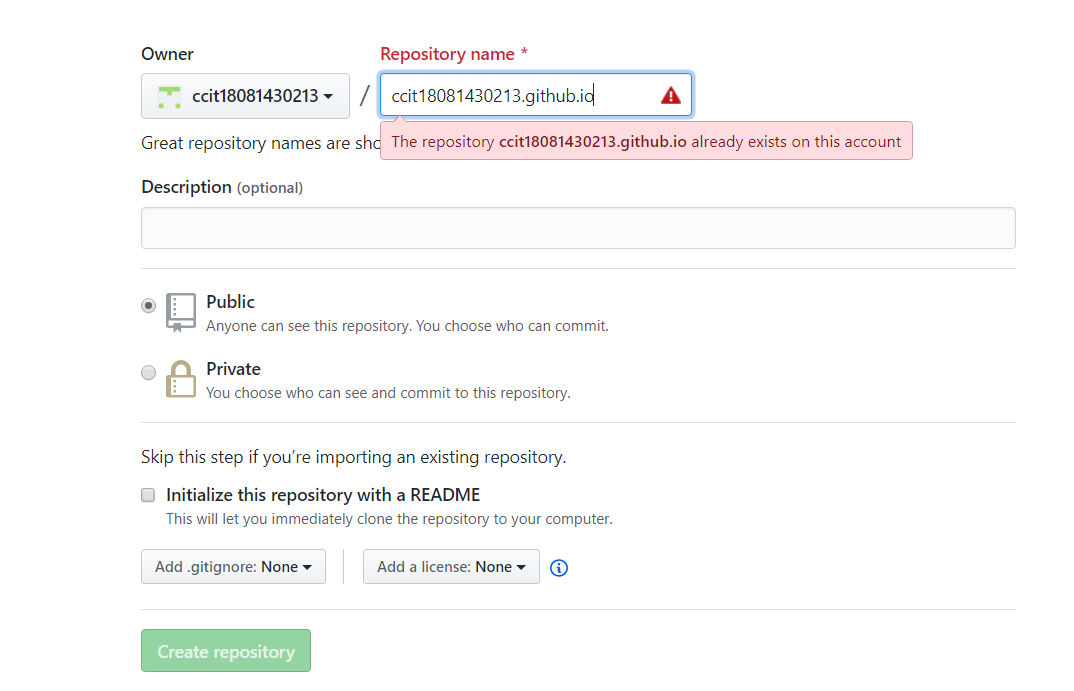 Owner
Repository name *
ccit18081430213
/
ccit18081430213.github.io
Great repository names are sho
The repository ccit18081430213.github.io already exists on this account
Description (optional)
Public
Anyone can see this repository. You choose who can commit.
Private
You choose who can see and commit to this repository.
Skip this step if you’re importing an existing repository.
Initialize this repository with a README
This will let you immediately clone the repository to your computer.
Add .gitignore: None
Add a license: None
Create repository